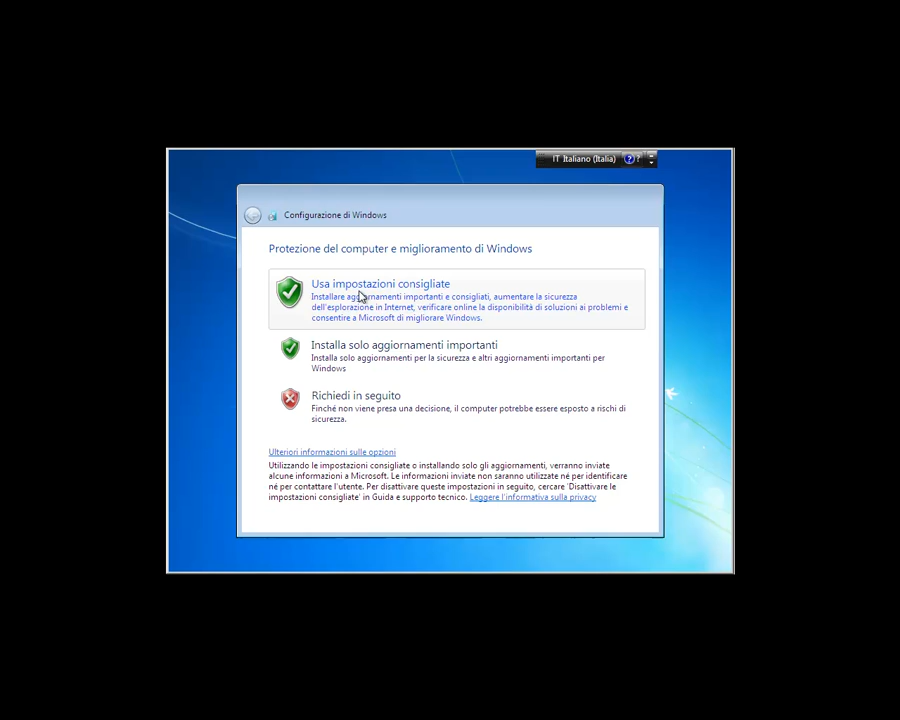 IT Italiano (Italia) ? ?
Configurazione di Windows
Protezione del computer e miglioramento di Windows
Usa impostazioni consigliate
Installare aggiornamenti importanti e consigliati, aumentare la sicurezza
dell'esplorazione in Internet, verificare online la disponibilità di soluzioni ai problemi e
consentire a Microsoft di migliorare Windows.
Installa solo aggiornamenti importanti
Installa solo aggiornamenti per la sicurezza e altri aggiornamenti importanti per
Windows
Richiedi in seguito
Finché non viene presa una decisione, il computer potrebbe essere esposto a rischi di
sicurezza.
Ulteriori informazioni sulle opzioni
Utilizzando le impostazioni consigliate o installando solo gli aggiornamenti, verranno inviate
alcune informazioni a Microsoft. Le informazioni inviate non saranno utilizzate né per identificare
né per contattare l'utente. Per disattivare queste impostazioni in seguito, cercare 'Disattivare le
impostazioni consigliate' in Guida e supporto tecnico. Leggere l'informativa sulla privacy